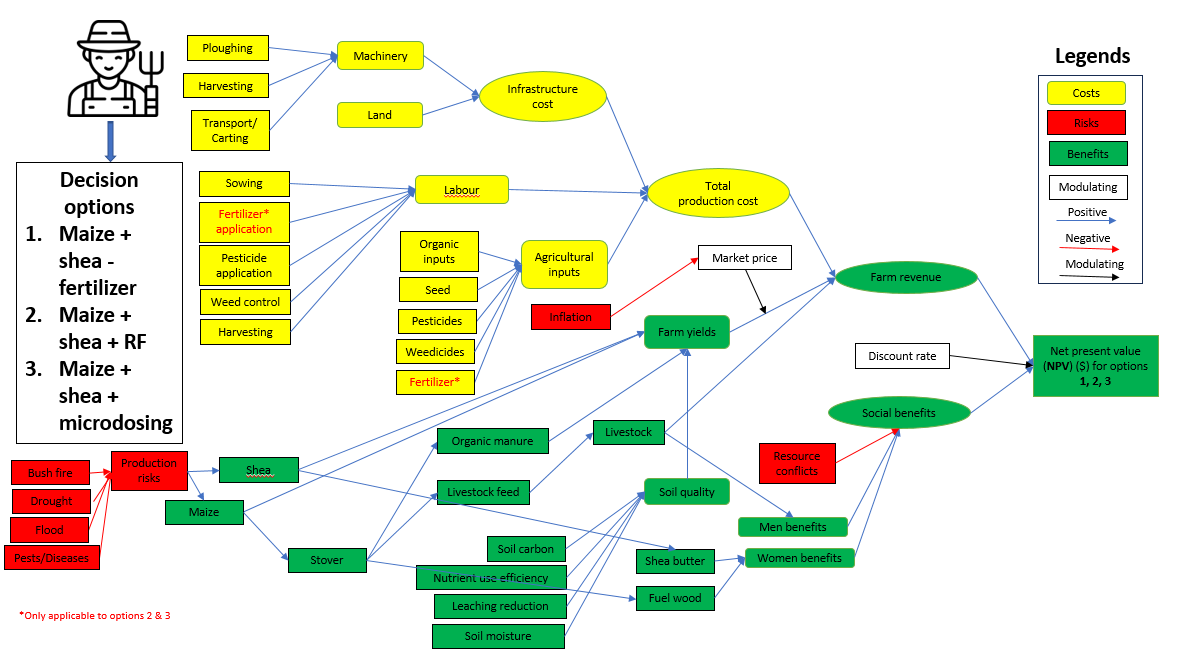 Decision
options
1. Maize +
shea -
fertilizer
2. Maize +
shea + RF
3. Maize +
shea +
microdosing
Ploughing
Harvesting
Transport/
Carting
Machinery
Land
Infrastructure
cost
Sowing
Fertilizer*
application
Pesticide
application
Weed control
Harvesting
Labour
Organic
inputs
Seed
Pesticides
Weedicides
Fertilizer*
Agricultural
inputs
Total
production cost
Market price
Inflation
Farm yields
Farm revenue
Discount rate
Net present value
(NPV) ($) for options
1, 2, 3
Social benefits
Resource
conflicts
Bush fire
Drought
Flood
Pests/Diseases
Production
risks
Shea
Maize
Stover
Organic manure
Livestock feed
Livestock
Soil quality
Soil carbon
Nutrient use efficiency
Leaching reduction
Soil moisture
Shea butter
Fuel wood
Men benefits
Women benefits
*Only applicable to options 2 & 3
Legends
Costs
Risks
Benefits
Modulating
Positive
Negative
Modulating